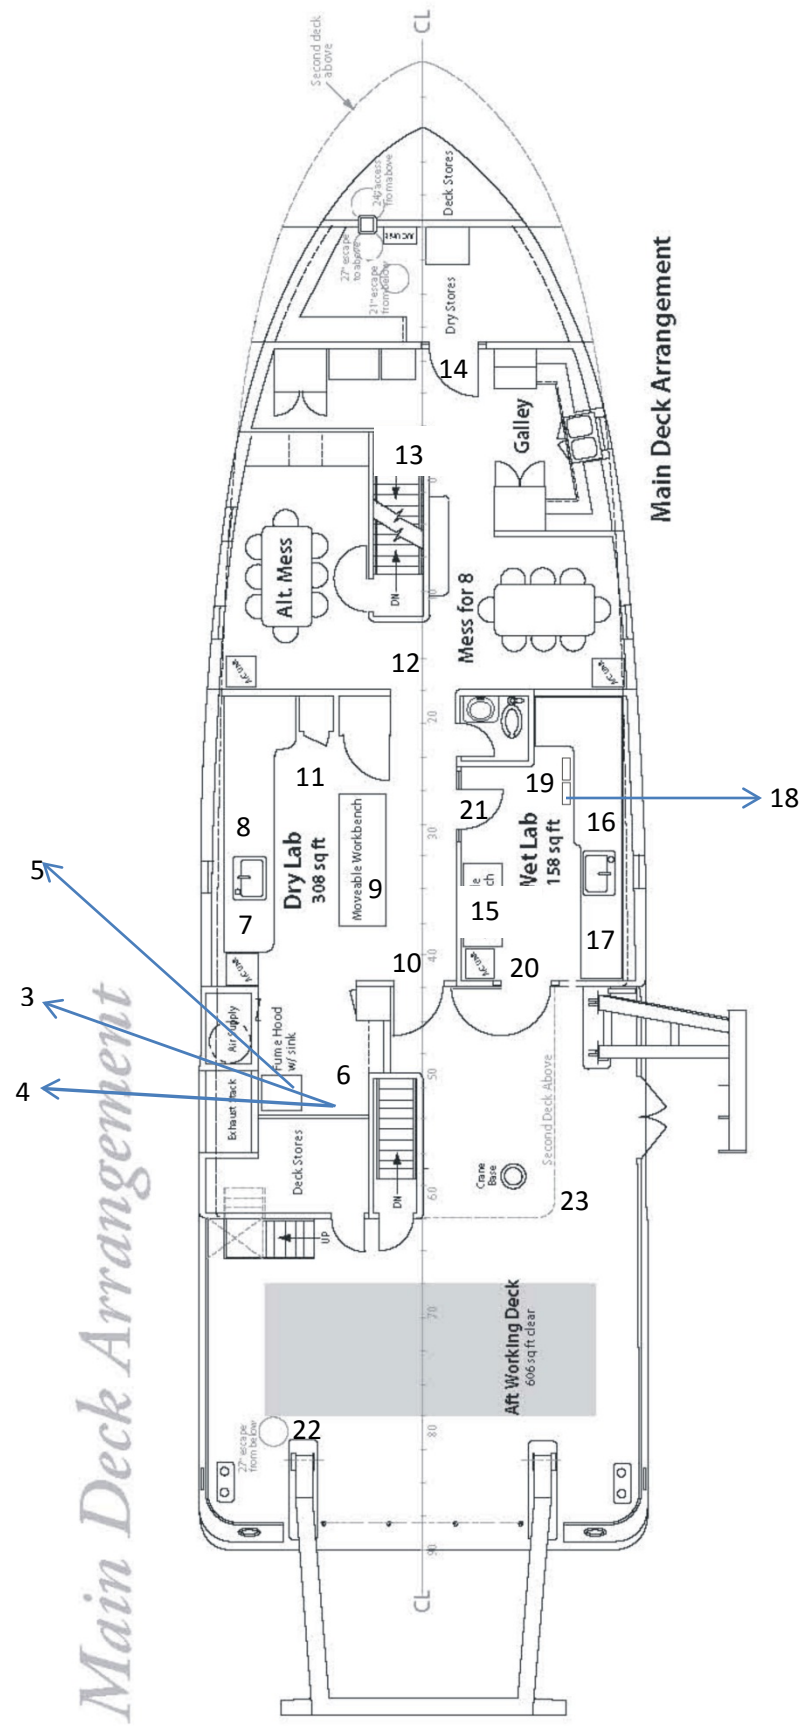 CL
Second deck
above
24" access
from above
Deck Stores
27" escape
to above
A/C Unit
21" escape
from below
Dry Stores
14
Main Deck Arrangement
Galley
13
0
Alt. Mess
DN
10
Mess for 8
12
A/C Unit
A/C Unit
20
11
19
18
21
8
16
30
Dry Lab
308 sq ft
Moveable Workbench
Wet Lab
158 sq ft
5
9
7
15
17
40
10
20
A/C Unit
A/C Unit
3
Air supply
Fume Hood
w/ sink
6
50
4
Exhaust Stack
Second Deck Above
Deck Stores
Crane
Base
DN
60
23
UP
70
Aft Working Deck
606 sq ft clear
22
80
27" escape
from below
90
CL
Main Deck Arrangement